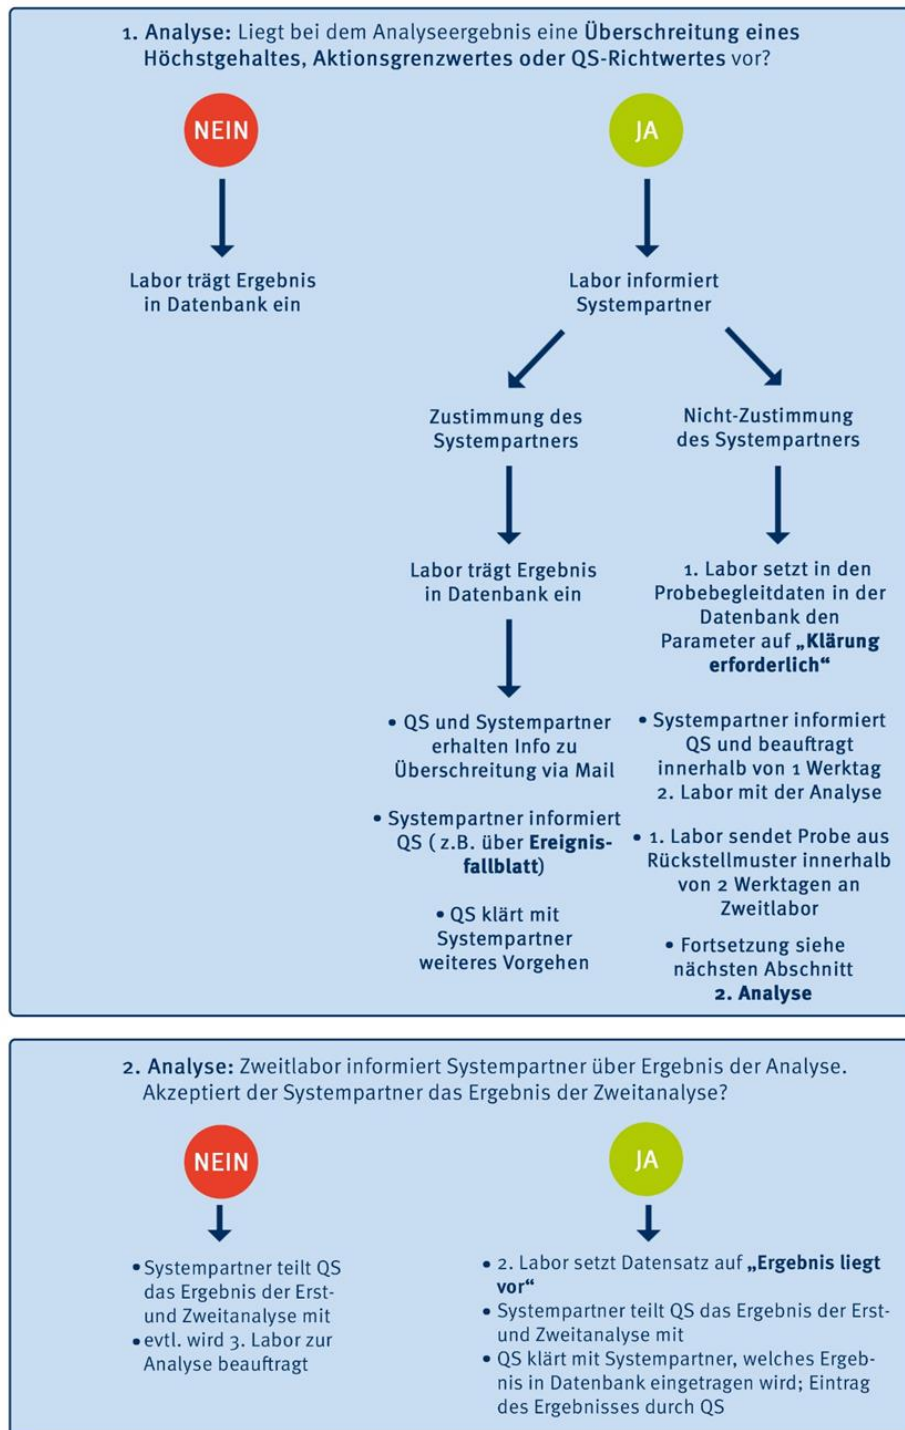 1. Analyse: Liegt bei dem Analyseergebnis eine Überschreitung eines
Höchstgehaltes, Aktionsgrenzwertes oder QS-Richtwertes vor?
NEIN
Labor trägt Ergebnis
in Datenbank ein
JA
Labor informiert
Systempartner
Zustimmung des
Systempartners
Labor trägt Ergebnis
in Datenbank ein
• QS und Systempartner
erhalten Info zu
Überschreitung via Mail
• Systempartner informiert
QS ( z.B. über Ereignis-
fallblatt)
• QS klärt mit
Systempartner
weiteres Vorgehen
Nicht-Zustimmung
des Systempartners
1. Labor setzt in den
Probebegleitdaten in der
Datenbank den
Parameter auf „Klärung
erforderlich“
• Systempartner informiert
QS und beauftragt
innerhalb von 1 Werktag
2. Labor mit der Analyse
• 1. Labor sendet Probe aus
Rückstellmuster innerhalb
von 2 Werktagen an
Zweitlabor
• Fortsetzung siehe
nächsten Abschnitt
2. Analyse
2. Analyse: Zweitlabor informiert Systempartner über Ergebnis der Analyse.
Akzeptiert der Systempartner das Ergebnis der Zweitanalyse?
NEIN
• Systempartner teilt QS
das Ergebnis der Erst-
und Zweitanalyse mit
• evtl. wird 3. Labor zur
Analyse beauftragt
JA
• 2. Labor setzt Datensatz auf „Ergebnis liegt
vor“
• Systempartner teilt QS das Ergebnis der Erst-
und Zweitanalyse mit
• QS klärt mit Systempartner, welches Ergeb-
nis in Datenbank eingetragen wird; Eintrag
des Ergebnisses durch QS